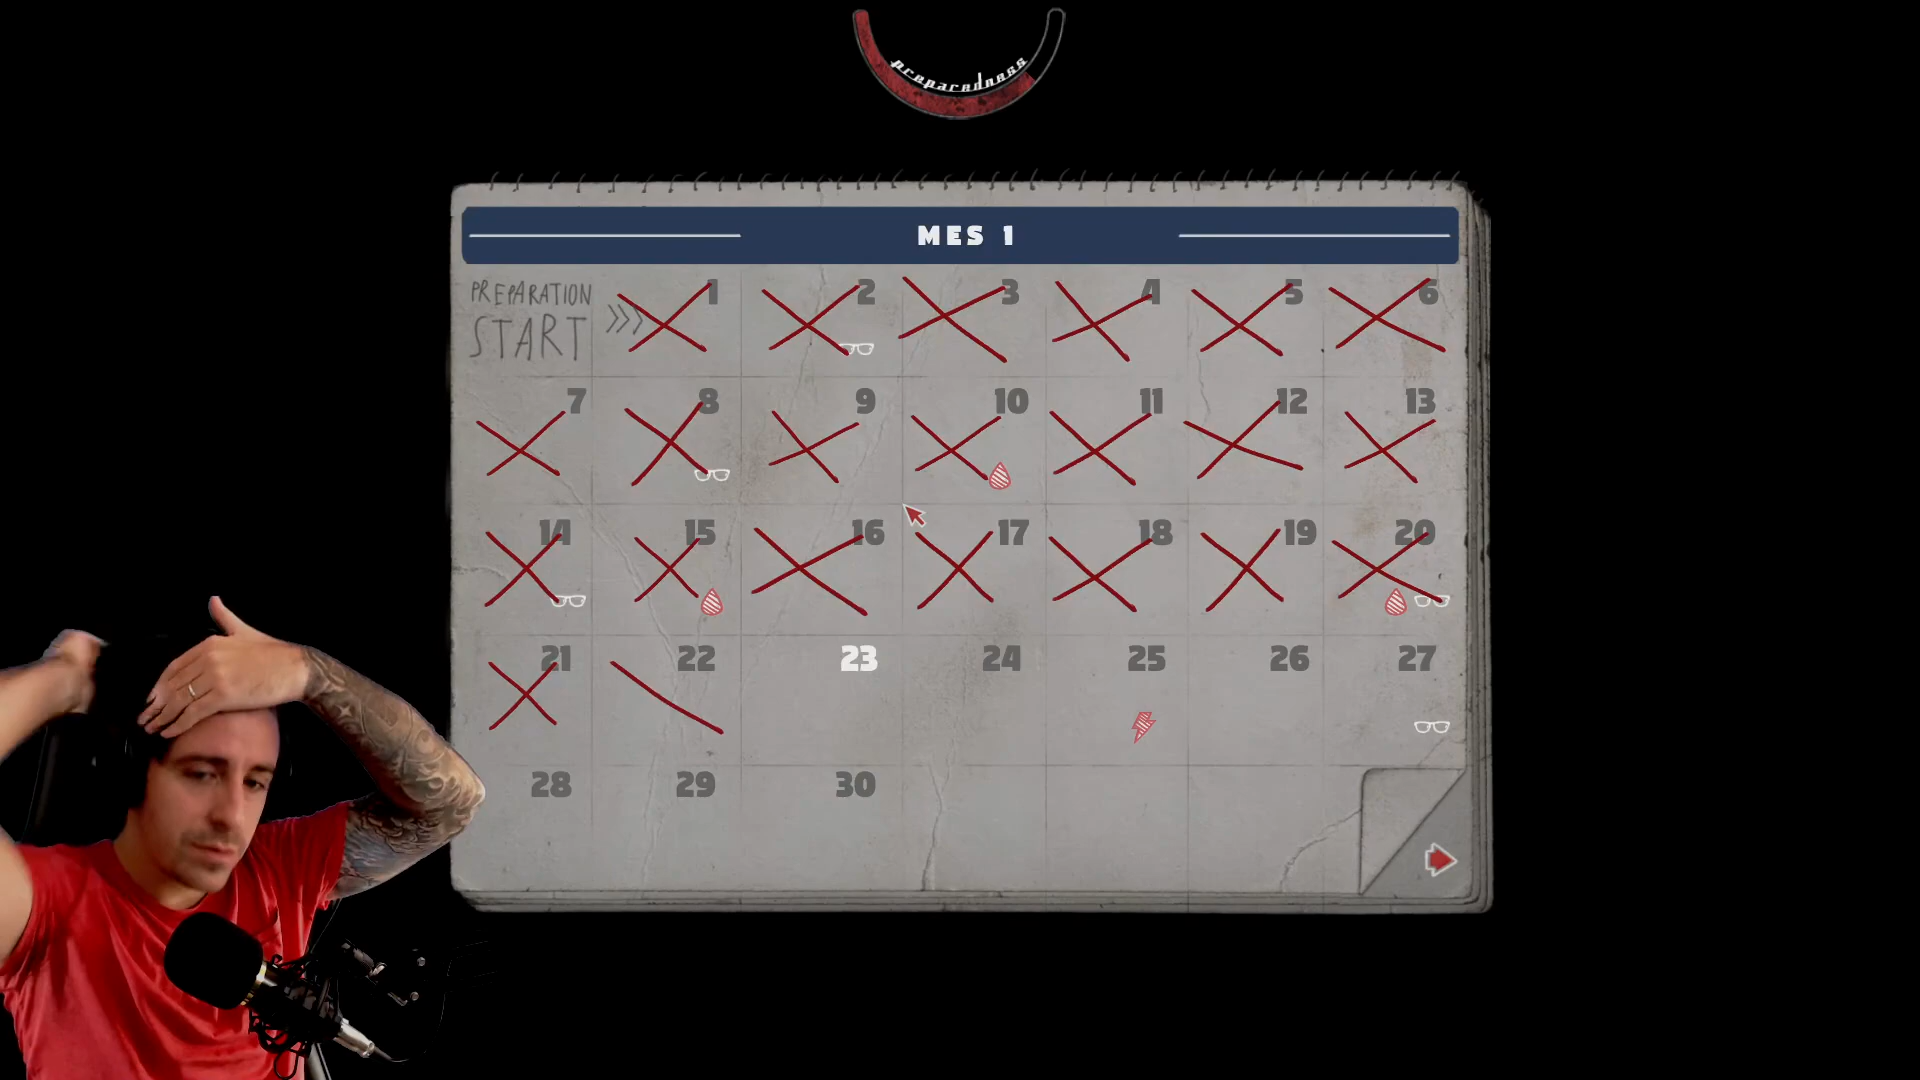 preparedness
MES 1
PREPARATION
START >>>
1 2 3 4 5 6
7 8 9 10 11 12 13
14 15 16 17 18 19 20
21 22 23 24 25 26 27
28 29 30